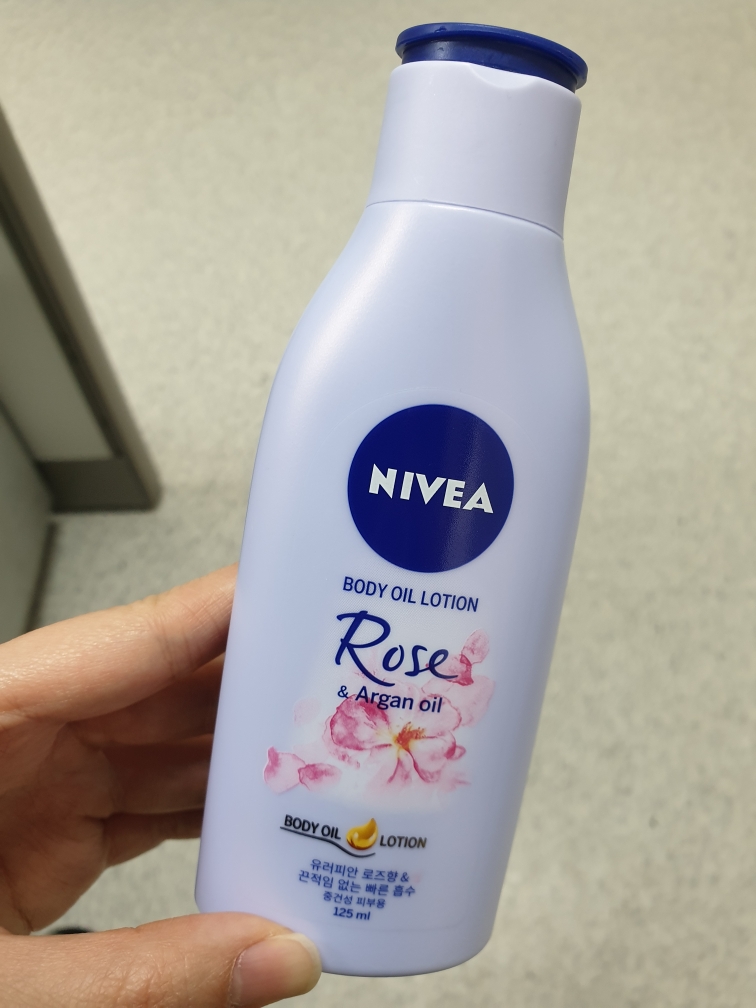 NIVEA
BODY OIL LOTION
Rose
& Argan oil
BODY OIL LOTION
유러피안 로즈향 &
끈적임 없는 빠른 흡수
중건성 피부용
125 ml